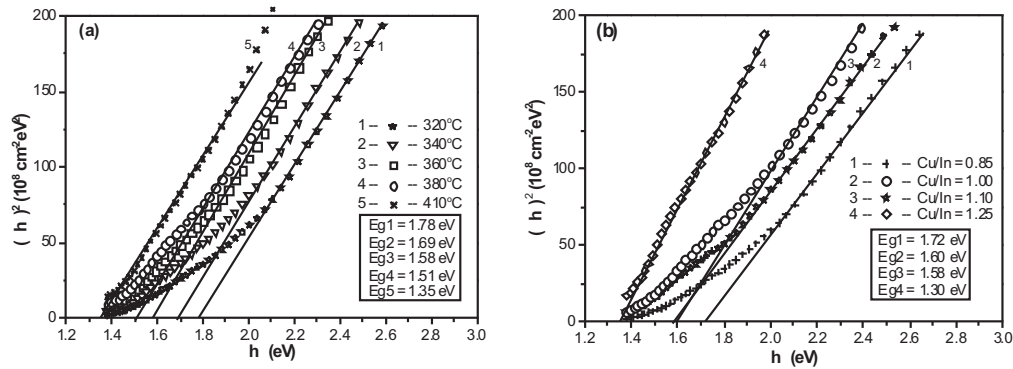 (a)
( h )² (10⁸ cm⁻²eV²)
200
150
100
50
0
5
4
3
2
1
1 -- -- 320°C
2 -- -- 340°C
3 -- -- 360°C
4 -- -- 380°C
5 -- -- 410°C
Eg1 = 1.78 eV
Eg2 = 1.69 eV
Eg3 = 1.58 eV
Eg4 = 1.51 eV
Eg5 = 1.35 eV
1.2 1.4 1.6 1.8 2.0 2.2 2.4 2.6 2.8 3.0
h (eV)
(b)
( h )² (10⁸ cm⁻²eV²)
200
150
100
50
0
4
3
2
1
1 -- -- Cu/In = 0.85
2 -- -- Cu/In = 1.00
3 -- -- Cu/In = 1.10
4 -- -- Cu/In = 1.25
Eg1 = 1.72 eV
Eg2 = 1.60 eV
Eg3 = 1.58 eV
Eg4 = 1.30 eV
1.2 1.4 1.6 1.8 2.0 2.2 2.4 2.6 2.8 3.0
h (eV)